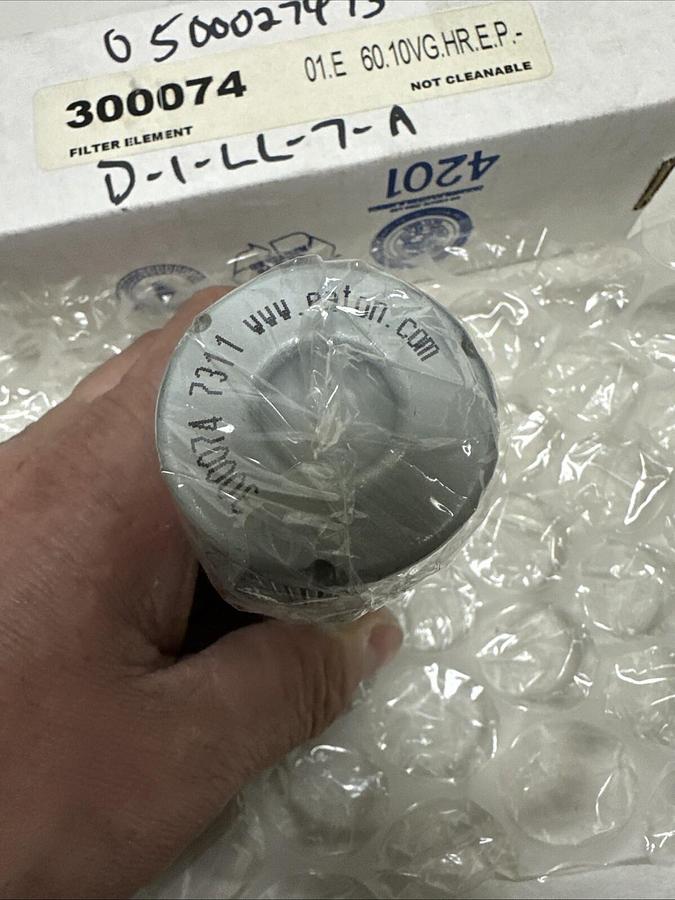 0 500027473
300074
01.E 60.10VG.HR.E.P.-
FILTER ELEMENT
NOT CLEANABLE
D-1-LL-7-A
4201
www.eaton.com
300074 7311